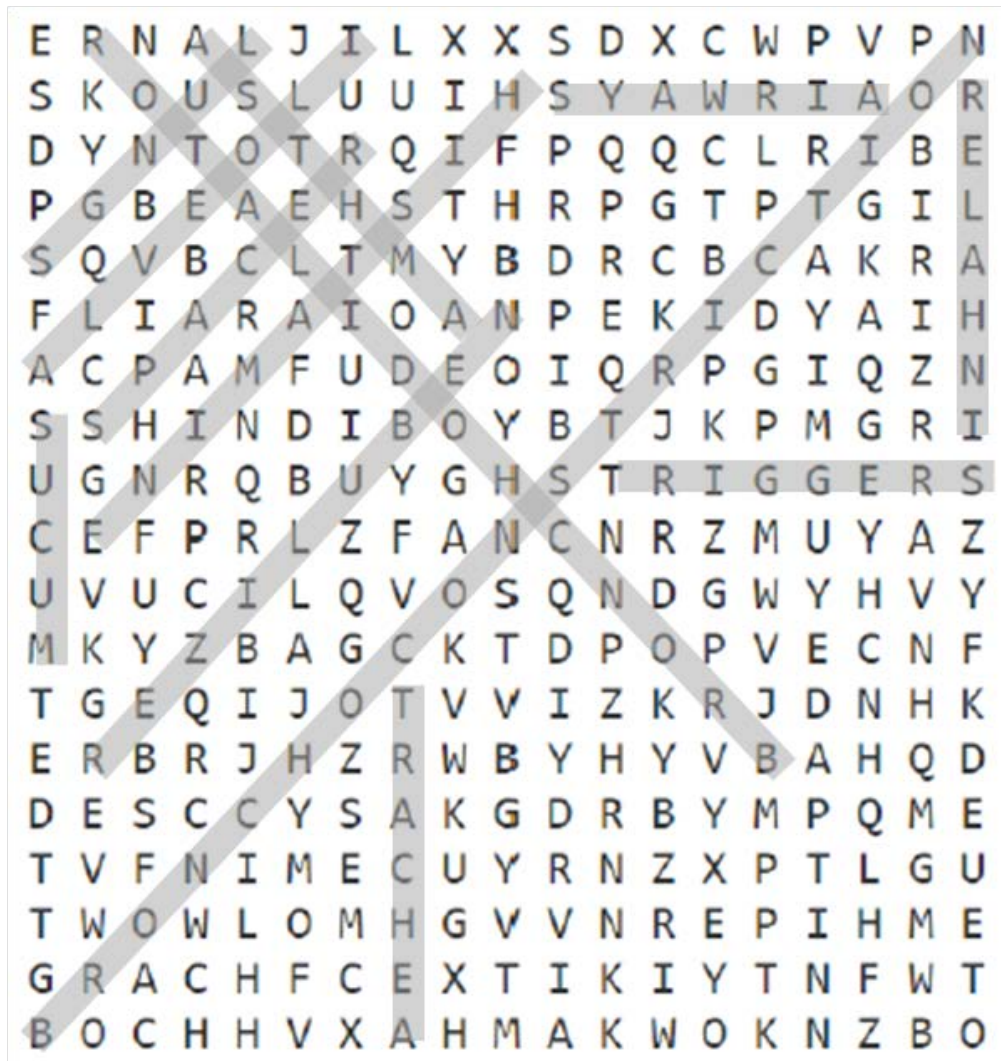 E R N A L J I L X X S D X C W P V P N
S K O U S L U U I H S Y A W R I A O R
D Y N T O T R Q I F P Q Q C L R I B E
P G B E A E H S T H R P G T P T G I L
S Q V B C L T M Y B D R C B C A K R A
F L I A R A I O A N P E K I D Y A I H
A C P A M F U D E O I Q R P G I Q Z N
S S H I N D I B O Y B T J K P M G R I
U G N R Q B U Y G H S T R I G G E R S
C E F P R L Z F A N C N R Z M U Y A Z
U V U C I L Q V O S Q N D G W Y H V Y
M K Y Z B A G C K T D P O P V E C N F
T G E Q I J O T V V I Z K R J D N H K
E R B R J H Z R W B Y H Y V B A H Q D
D E S C C Y S A K G D R B Y M P Q M E
T V F N I M E C U Y R N Z X P T L G U
T W O W L O M H G V V N R E P I H M E
G R A C H F C E X T I K I Y T N F W T
B O C H H V X A H M A K W O K N Z B O